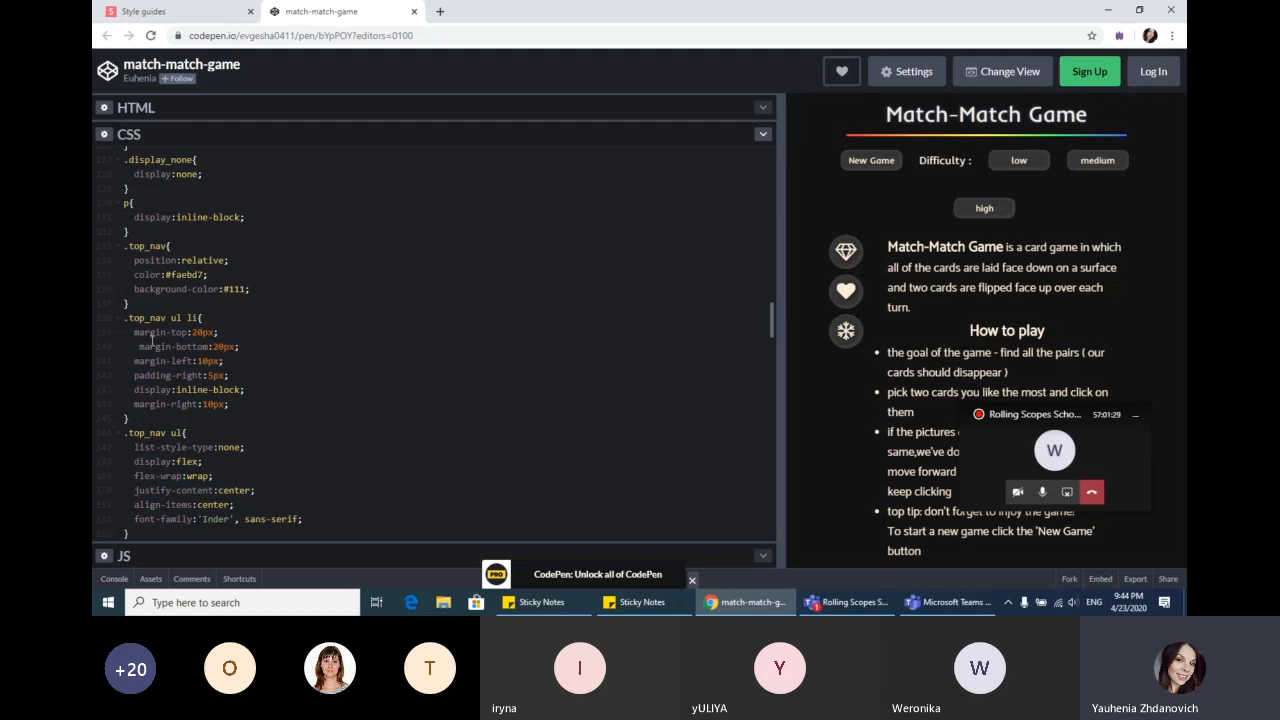 Style guides
match-match-game
codepen.io/evgesha0411/pen/bYpPOY?editors=0100
match-match-game
Euhenia + Follow
Settings
Change View
Sign Up
Log In
HTML
CSS
.display_none{
display:none;
}
p{
display:inline-block;
}
.top_nav{
position:relative;
color:#faebd7;
background-color:#111;
}
.top_nav ul li{
margin-top:20px;
margin-bottom:20px;
margin-left:10px;
padding-right:5px;
display:inline-block;
margin-right:10px;
}
.top_nav ul{
list-style-type:none;
display:flex;
flex-wrap:wrap;
justify-content:center;
align-items:center;
font-family:'Inder', sans-serif;
}
JS
Match-Match Game
New Game
Difficulty :
low
medium
high
Match-Match Game is a card game in which
all of the cards are laid face down on a surface
and two cards are flipped face up over each
turn.
How to play
the goal of the game - find all the pairs ( our
cards should disappear )
pick two cards you like the most and click on
them
if the pictures
same,we've do
move forward
keep clicking
top tip: don't forget to injoy the game!
To start a new game click the 'New Game'
button
Rolling Scopes Scho...
57:01:29
W
PRO
CodePen: Unlock all of CodePen
Console
Assets
Comments
Shortcuts
Fork
Embed
Export
Share
Type here to search
Sticky Notes
Sticky Notes
match-match-g...
Rolling Scopes S...
Microsoft Teams ...
ENG
9:44 PM
4/23/2020
+20
O
T
I
iryna
Y
yULIYA
W
Weronika
Yauhenia Zhdanovich